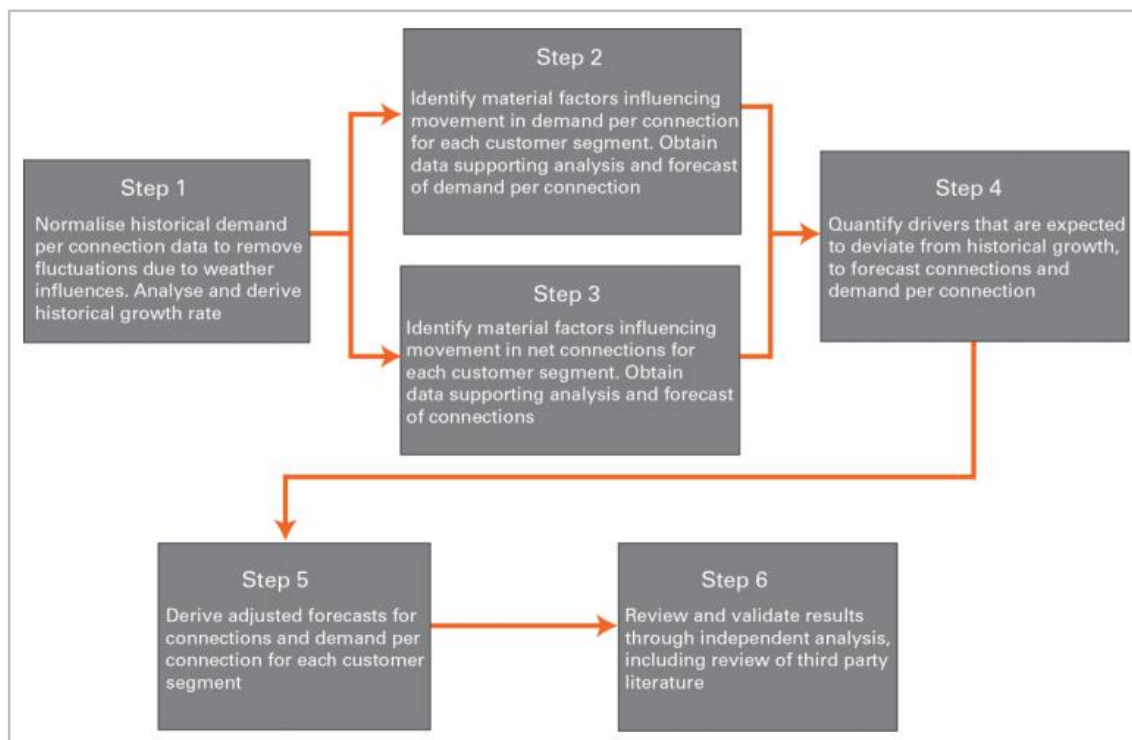 Step 1
Normalise historical demand
per connection data to remove
fluctuations due to weather
influences. Analyse and derive
historical growth rate
Step 2
Identify material factors influencing
movement in demand per connection
for each customer segment. Obtain
data supporting analysis and forecast
of demand per connection
Step 3
Identify material factors influencing
movement in net connections for
each customer segment. Obtain
data supporting analysis and forecast
of connections
Step 4
Quantify drivers that are expected
to deviate from historical growth,
to forecast connections and
demand per connection
Step 5
Derive adjusted forecasts for
connections and demand per
connection for each customer
segment
Step 6
Review and validate results
through independent analysis,
including review of third party
literature